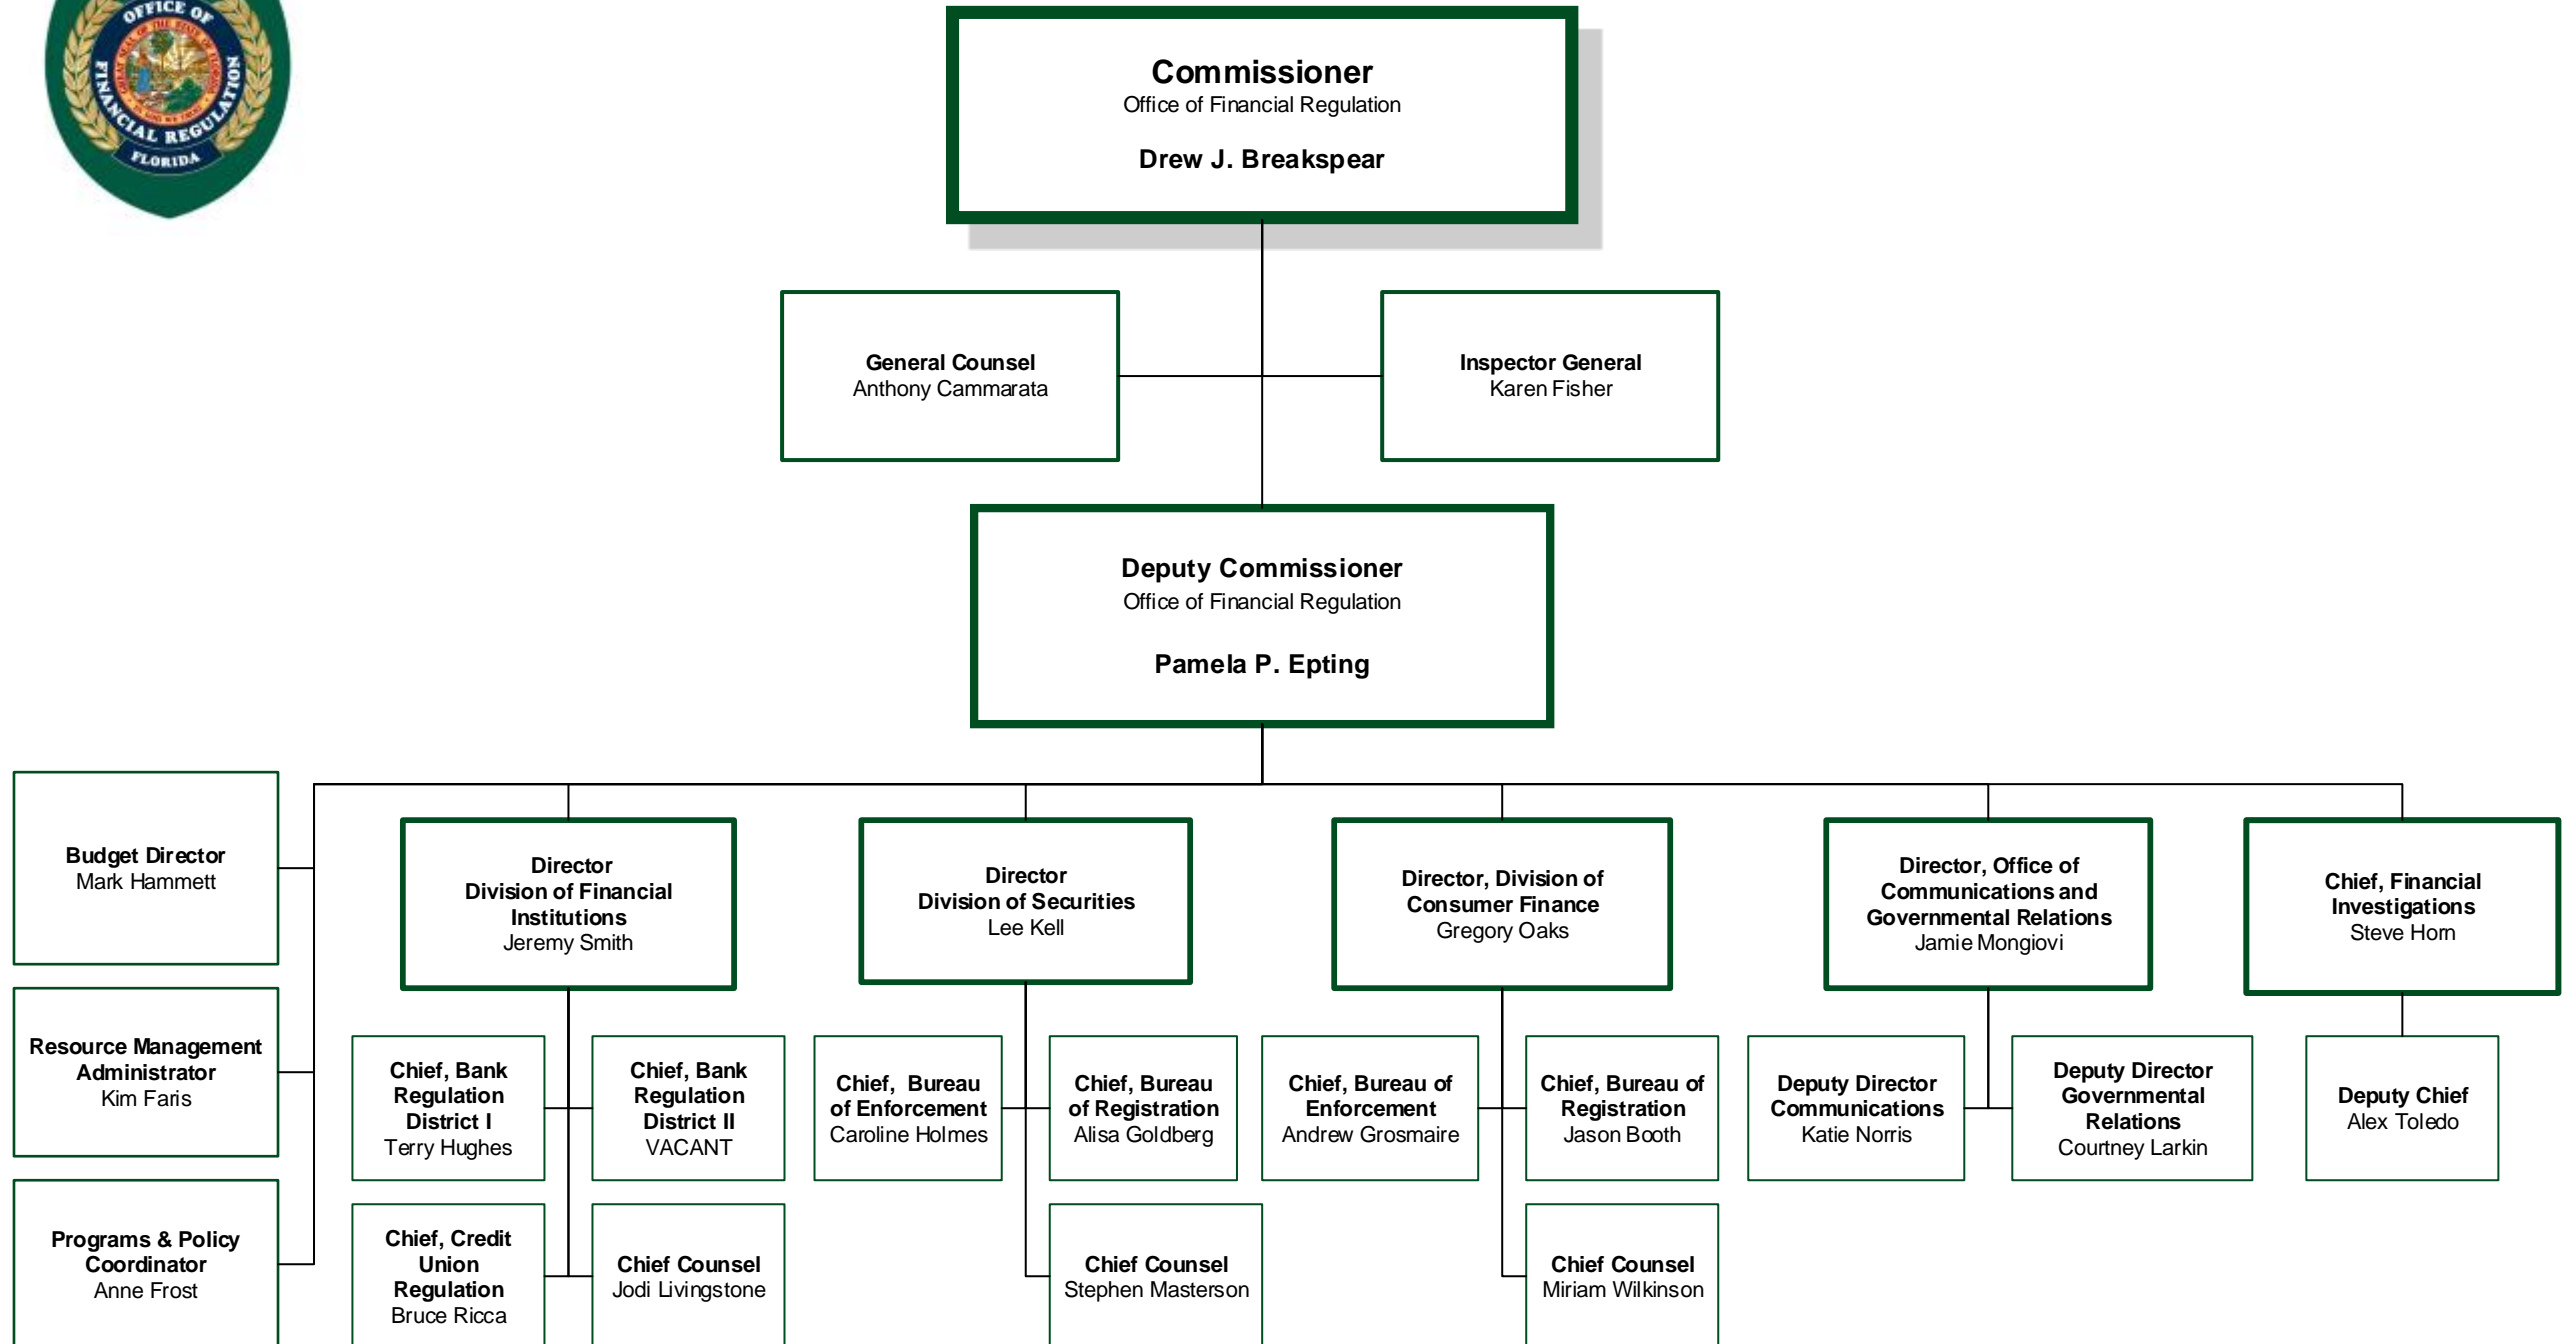 OFFICE OF
FINANCIAL REGULATION
FLORIDA
Commissioner
Office of Financial Regulation
Drew J. Breakspear
General Counsel
Anthony Cammarata
Inspector General
Karen Fisher
Deputy Commissioner
Office of Financial Regulation
Pamela P. Epting
Budget Director
Mark Hammett
Director
Division of Financial
Institutions
Jeremy Smith
Director
Division of Securities
Lee Kell
Director, Division of
Consumer Finance
Gregory Oaks
Director, Office of
Communications and
Governmental Relations
Jamie Mongiovi
Chief, Financial
Investigations
Steve Horn
Resource Management
Administrator
Kim Faris
Chief, Bank
Regulation
District I
Terry Hughes
Chief, Bank
Regulation
District II
VACANT
Chief, Bureau
of Enforcement
Caroline Holmes
Chief, Bureau
of Registration
Alisa Goldberg
Chief, Bureau of
Enforcement
Andrew Grosmaire
Chief, Bureau of
Registration
Jason Booth
Deputy Director
Communications
Katie Norris
Deputy Director
Governmental
Relations
Courtney Larkin
Deputy Chief
Alex Toledo
Programs & Policy
Coordinator
Anne Frost
Chief, Credit
Union
Regulation
Bruce Ricca
Chief Counsel
Jodi Livingstone
Chief Counsel
Stephen Masterson
Chief Counsel
Miriam Wilkinson